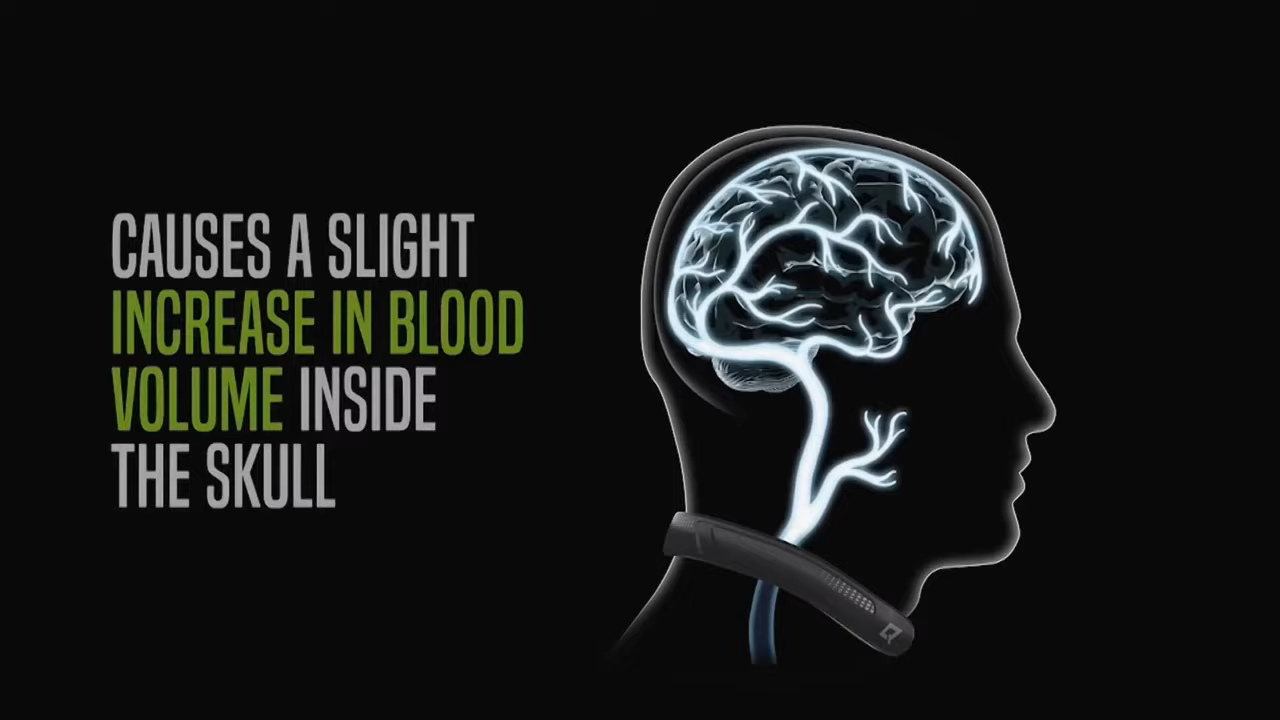 CAUSES A SLIGHT
INCREASE IN BLOOD
VOLUME INSIDE
THE SKULL